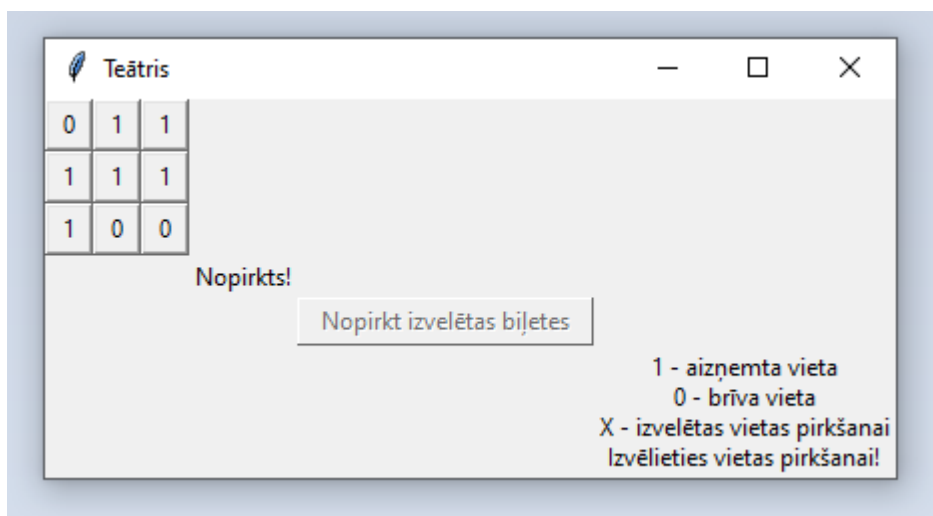 Teātris
0 1 1
1 1 1
1 0 0
Nopirkts!
Nopirkt izvelētas biļetes
1 - aizņemta vieta
0 - brīva vieta
X - izvelētas vietas pirkšanai
Izvēlieties vietas pirkšanai!